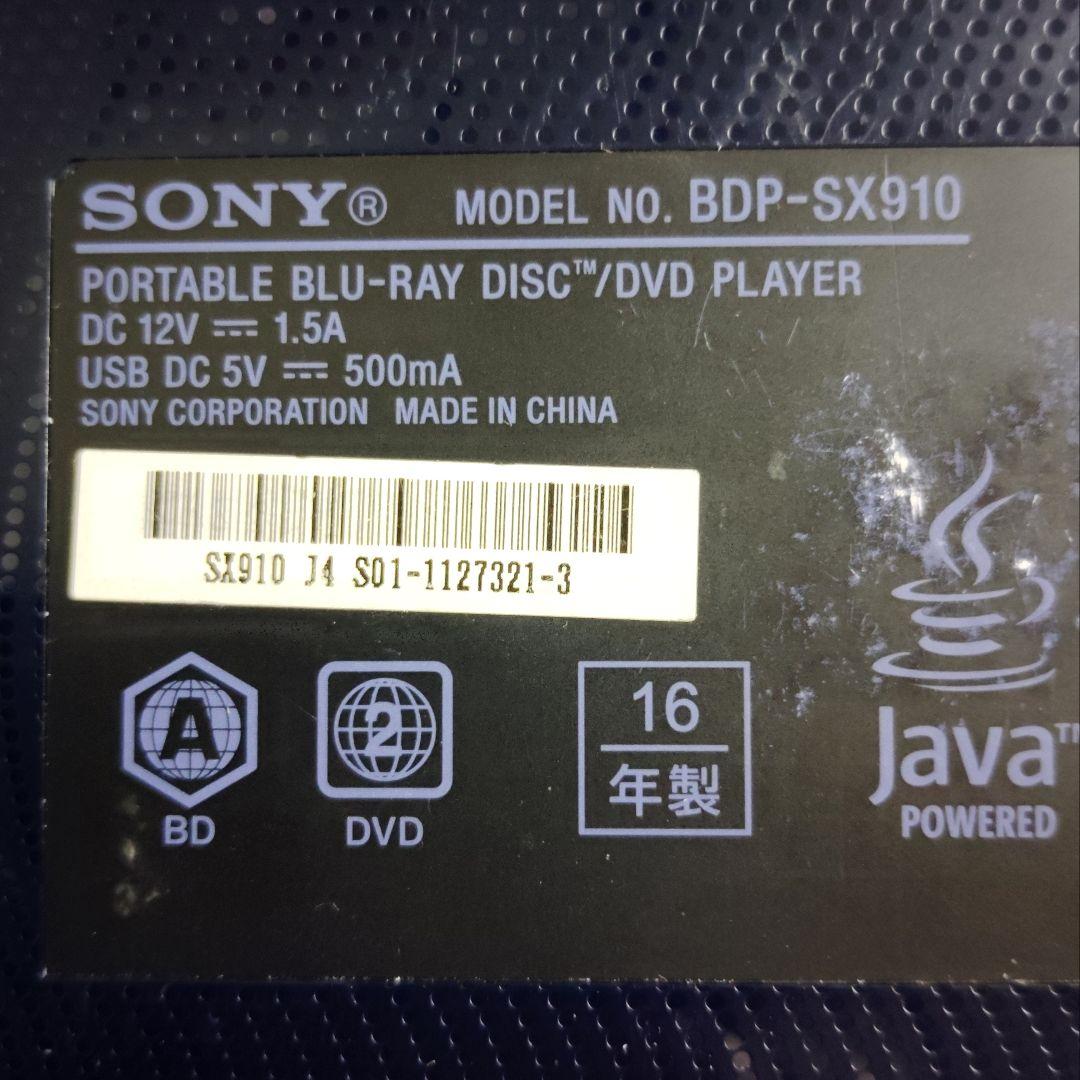 SONY® MODEL NO. BDP-SX910
PORTABLE BLU-RAY DISC™/DVD PLAYER
DC 12V ⎓ 1.5A
USB DC 5V ⎓ 500mA
SONY CORPORATION MADE IN CHINA
SX910 J4 S01-1127321-3
A
BD
2
DVD
16
年製
Java™
POWERED